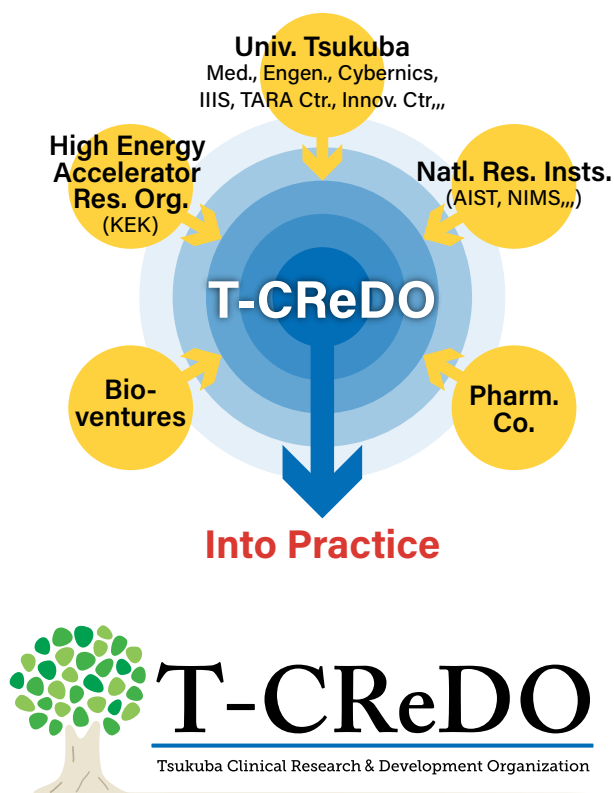 Univ. Tsukuba
Med., Engen., Cybernics,
IIIS, TARA Ctr., Innov. Ctr,,,
High Energy
Accelerator
Res. Org.
(KEK)
Natl. Res. Insts.
(AIST, NIMS,,,)
T-CReDO
Bio-
ventures
Pharm.
Co.
Into Practice
T-CReDO
Tsukuba Clinical Research & Development Organization